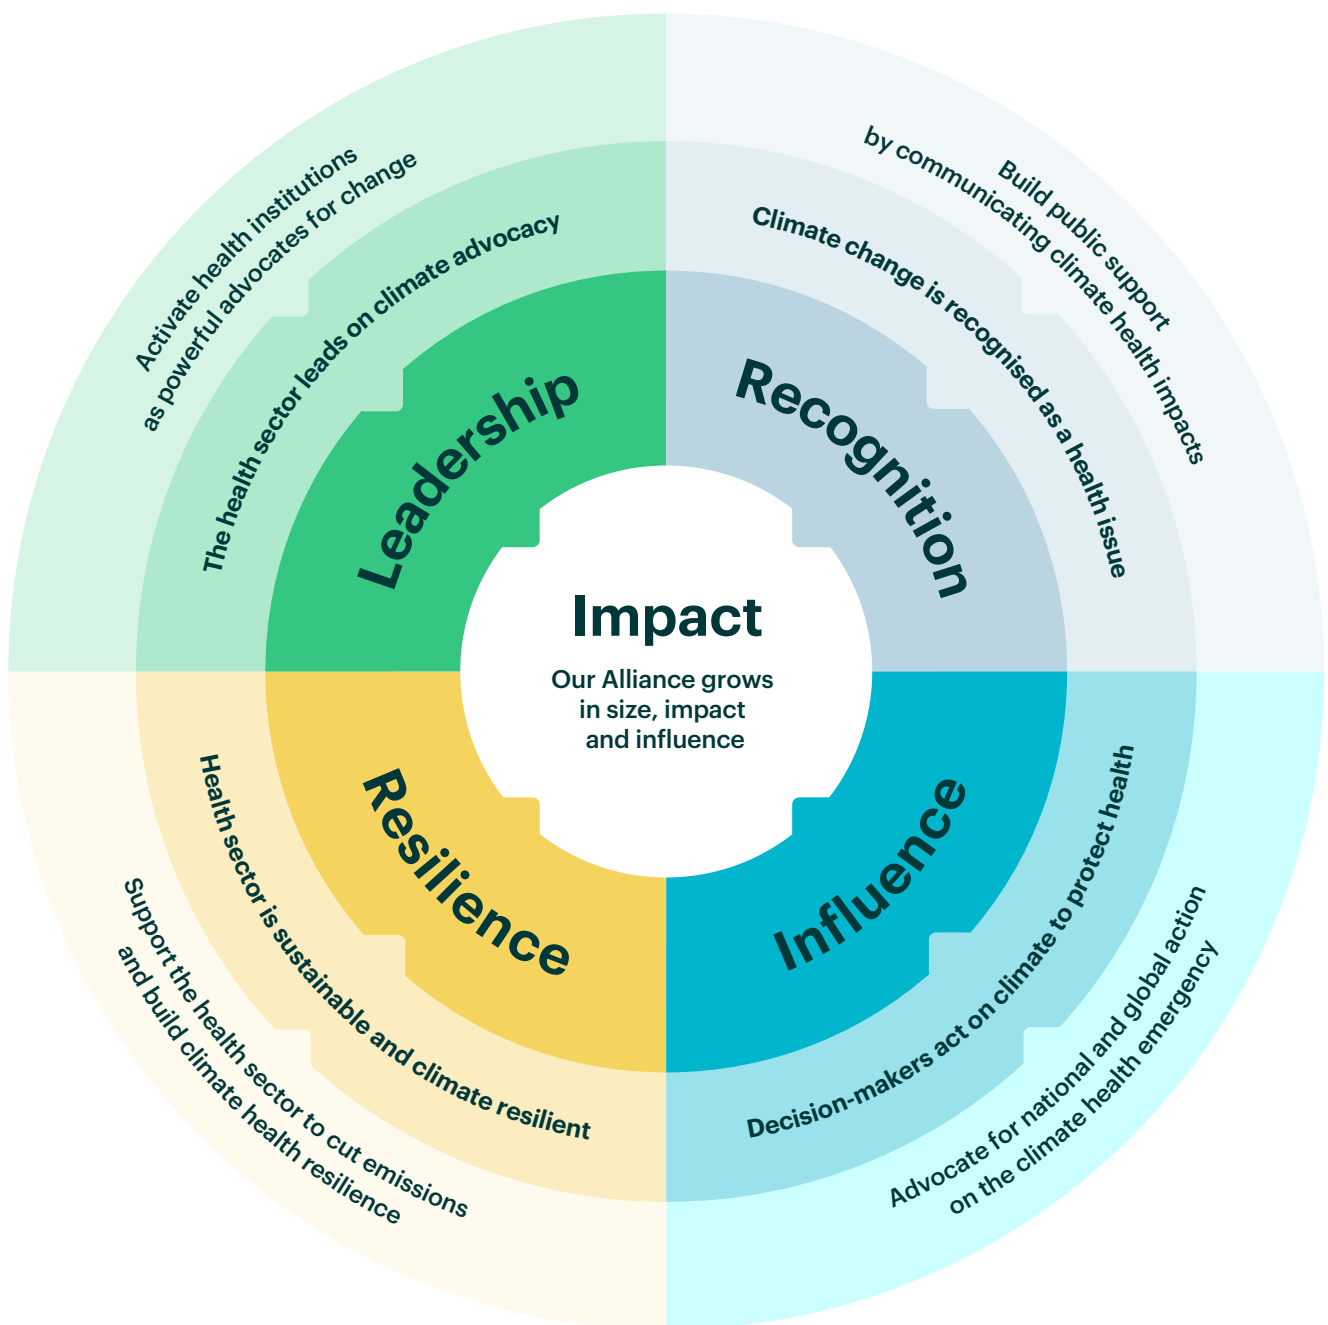 Impact
Our Alliance grows
in size, impact
and influence
Leadership
The health sector leads on climate advocacy
Activate health institutions
as powerful advocates for change
Recognition
Climate change is recognised as a health issue
Build public support
by communicating climate health impacts
Influence
Decision-makers act on climate to protect health
Advocate for national and global action
on the climate health emergency
Resilience
Health sector is sustainable and climate resilient
Support the health sector to cut emissions
and build climate health resilience